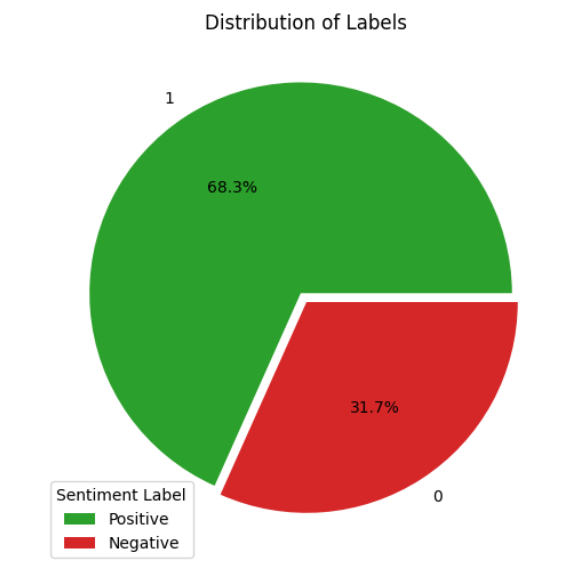 Distribution of Labels
1
68.3%
31.7%
0
Sentiment Label
Positive
Negative